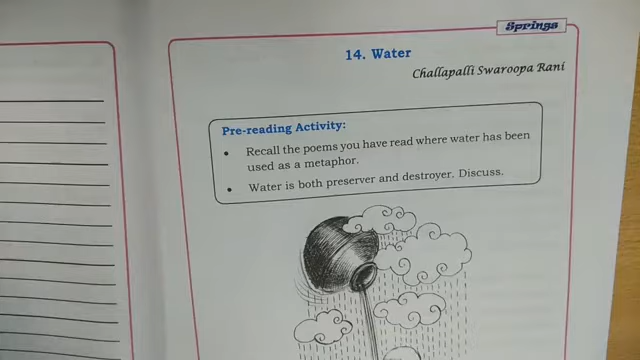 Springs
14. Water
Challapalli Swaroopa Rani
Pre-reading Activity:
• Recall the poems you have read where water has been
used as a metaphor.
• Water is both preserver and destroyer. Discuss.